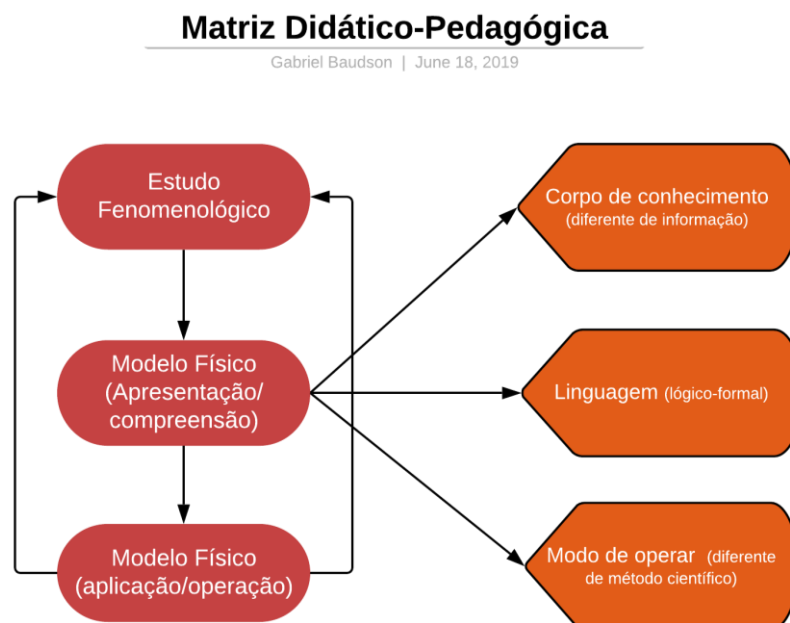 Matriz Didático-Pedagógica
Gabriel Baudson | June 18, 2019
Estudo
Fenomenológico
Modelo Físico
(Apresentação/
compreensão)
Modelo Físico
(aplicação/operação)
Corpo de conhecimento
(diferente de informação)
Linguagem (lógico-formal)
Modo de operar (diferente
de método científico)